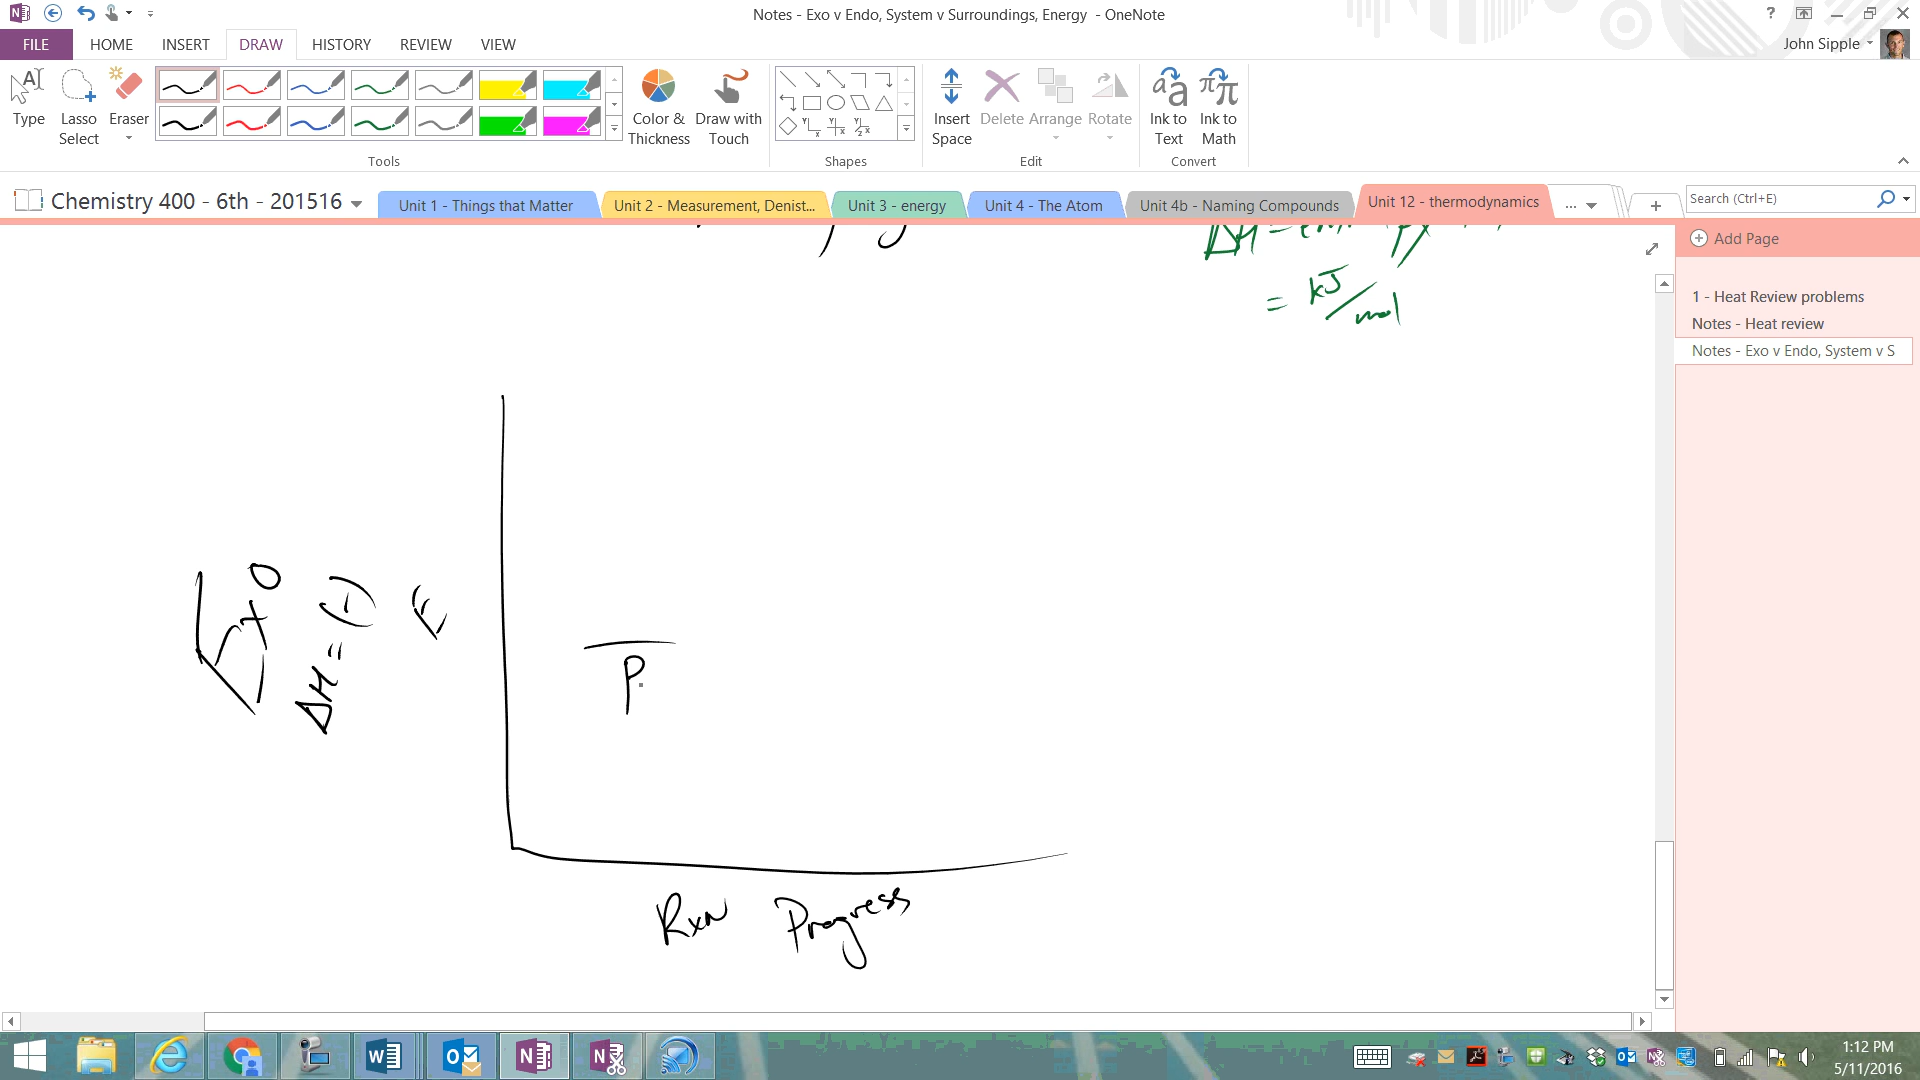 Notes - Exo v Endo, System v Surroundings, Energy - OneNote
?
FILE HOME INSERT DRAW HISTORY REVIEW VIEW
John Sipple
Type
Lasso Select
Eraser
Color & Thickness
Draw with Touch
Insert Space
Delete
Arrange
Rotate
Ink to Text
Ink to Math
Tools
Shapes
Edit
Convert
Chemistry 400 - 6th - 201516
Unit 1 - Things that Matter
Unit 2 - Measurement, Denist...
Unit 3 - energy
Unit 4 - The Atom
Unit 4b - Naming Compounds
Unit 12 - thermodynamics
...
Search (Ctrl+E)
Add Page
1 - Heat Review problems
Notes - Heat review
Notes - Exo v Endo, System v S
ΔH =
= kJ/mol
Exo
ΔH = (-)
E
P
Rxn Progress
1:12 PM
5/11/2016